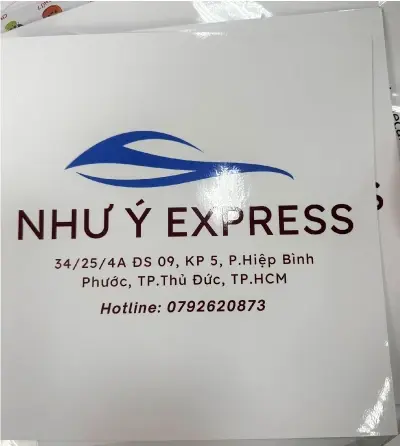 NHƯ Ý EXPRESS
34/25/4A ĐS 09, KP 5, P.Hiệp Bình
Phước, TP.Thủ Đức, TP.HCM
Hotline: 0792620873